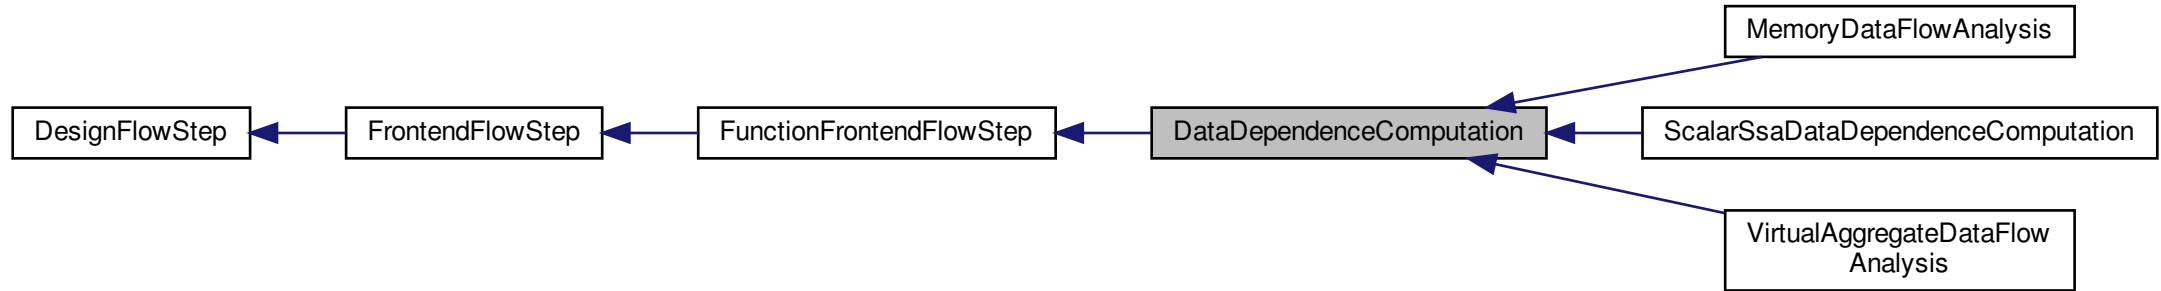 MemoryDataFlowAnalysis
DesignFlowStep
FrontendFlowStep
FunctionFrontendFlowStep
DataDependenceComputation
ScalarSsaDataDependenceComputation
VirtualAggregateDataFlow
Analysis